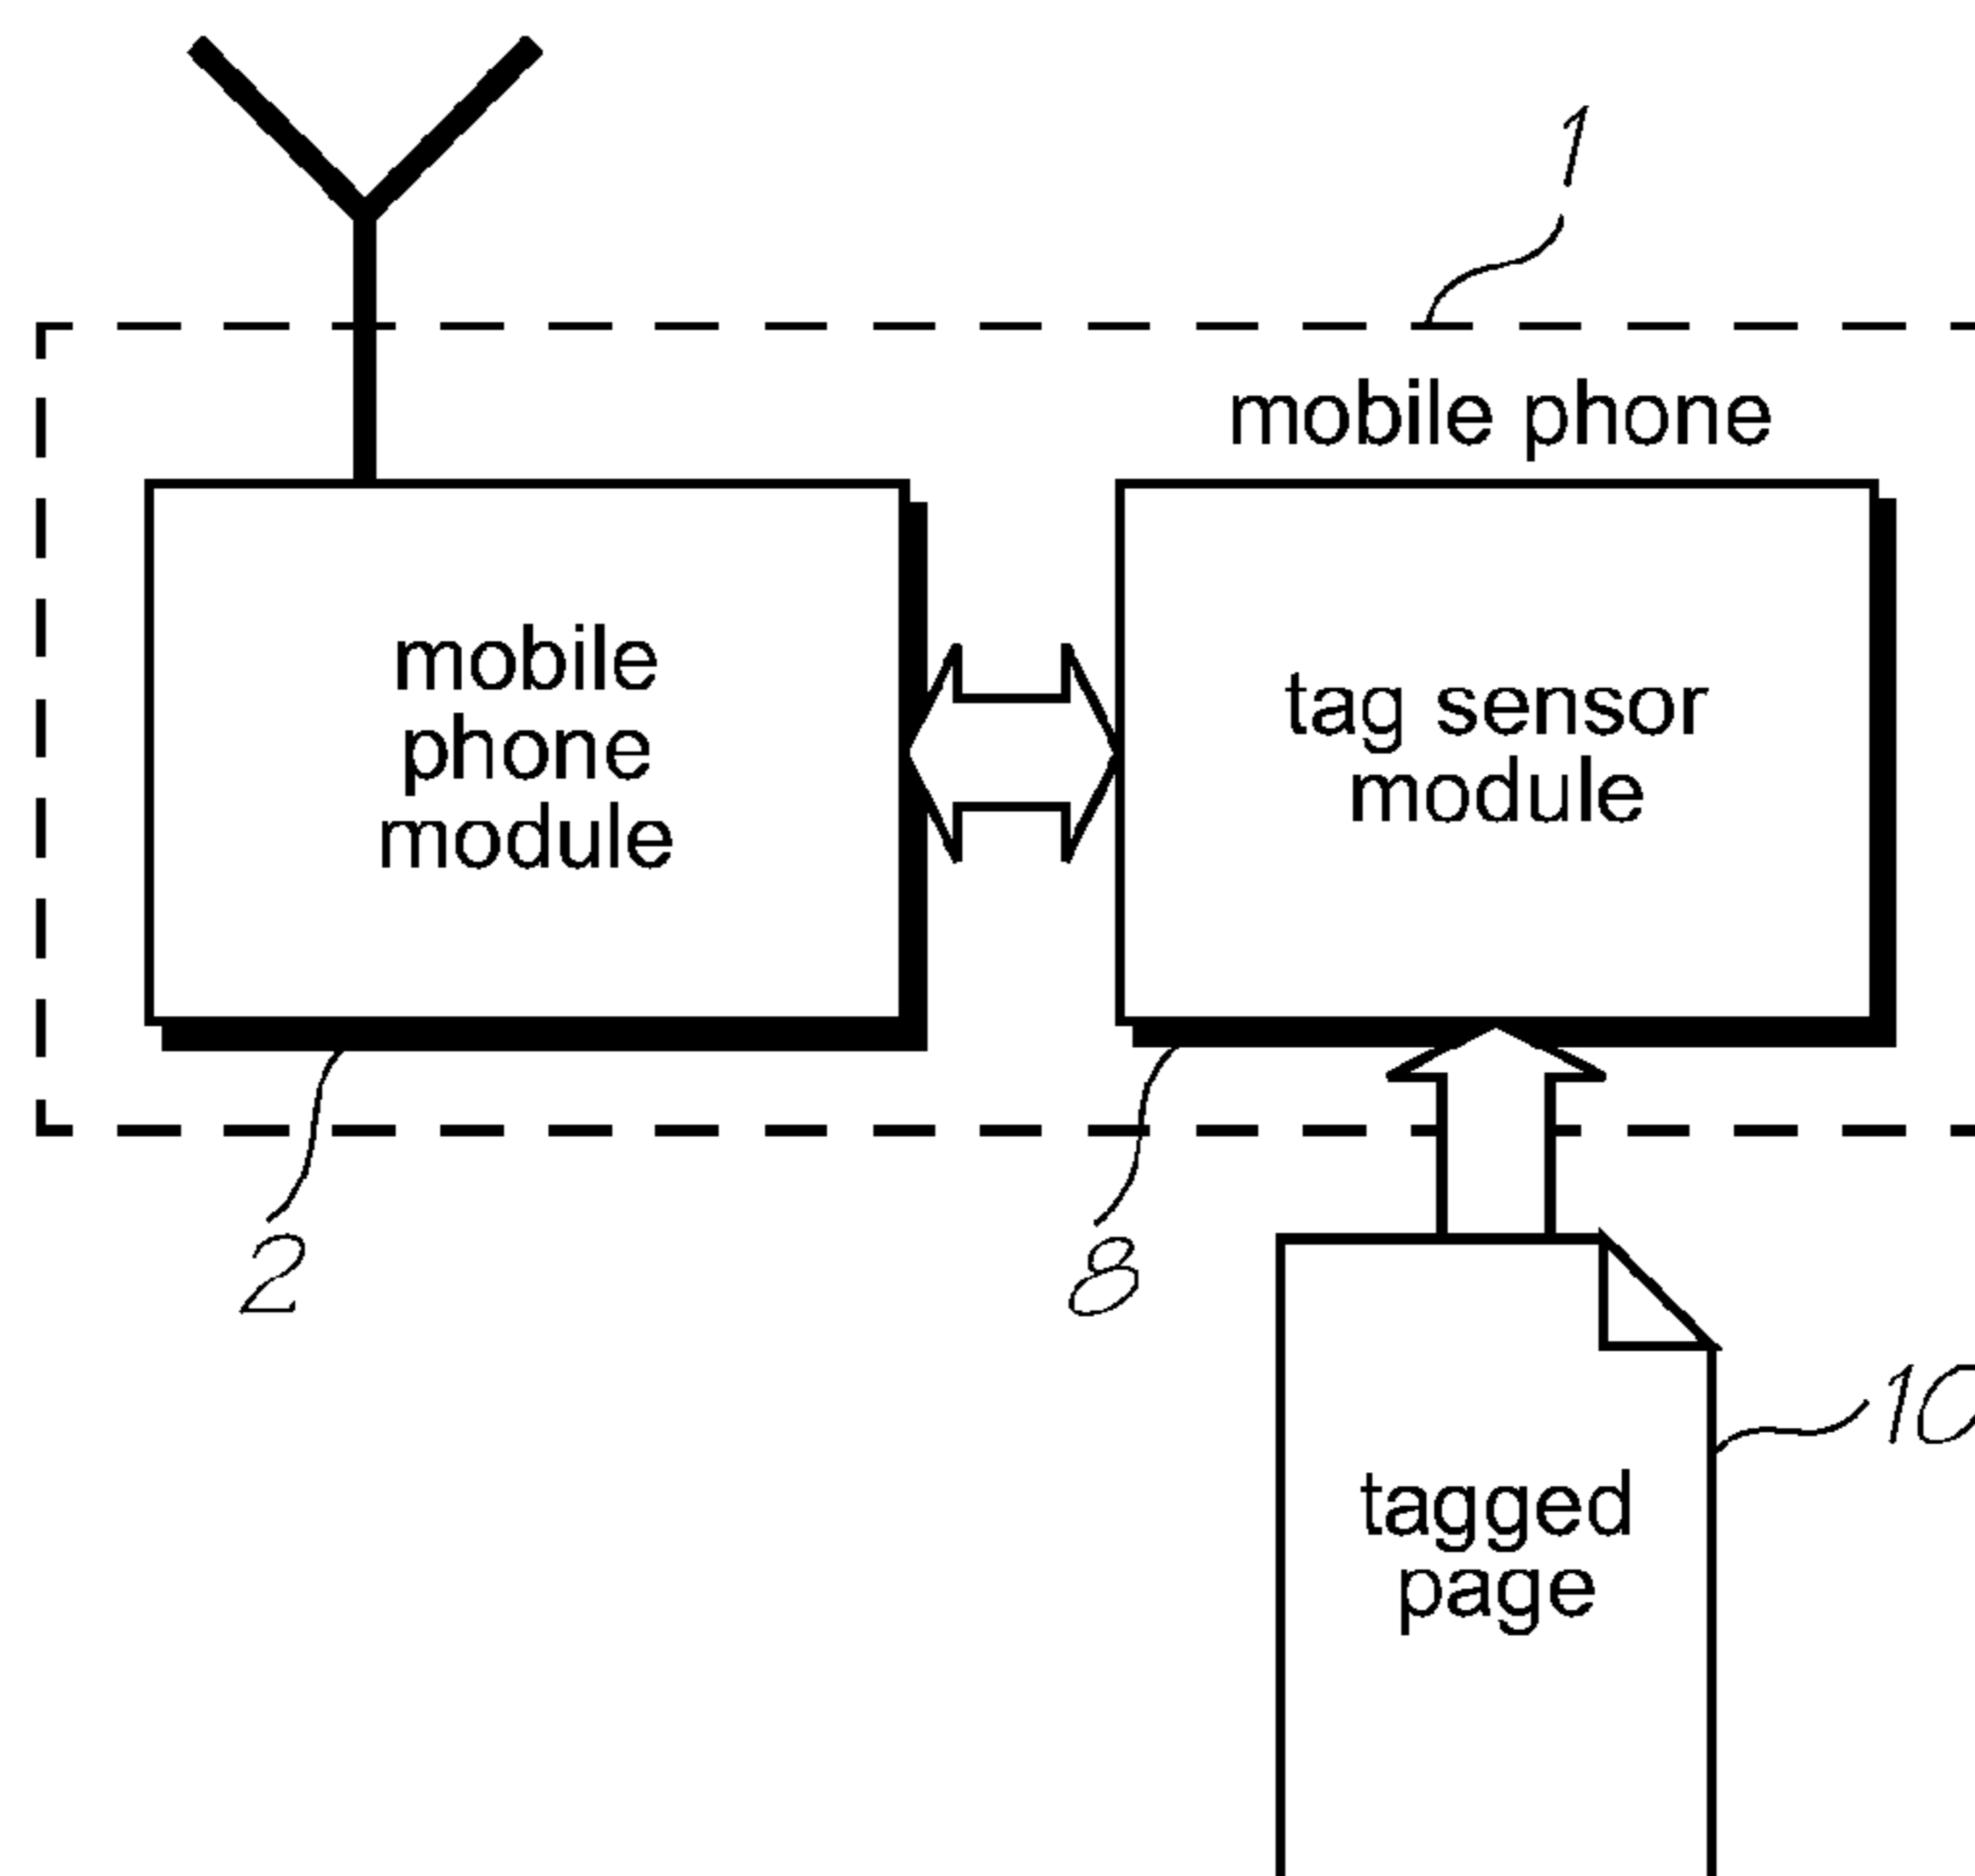 1
mobile phone
mobile
phone
module
tag sensor
module
2
8
10
tagged
page